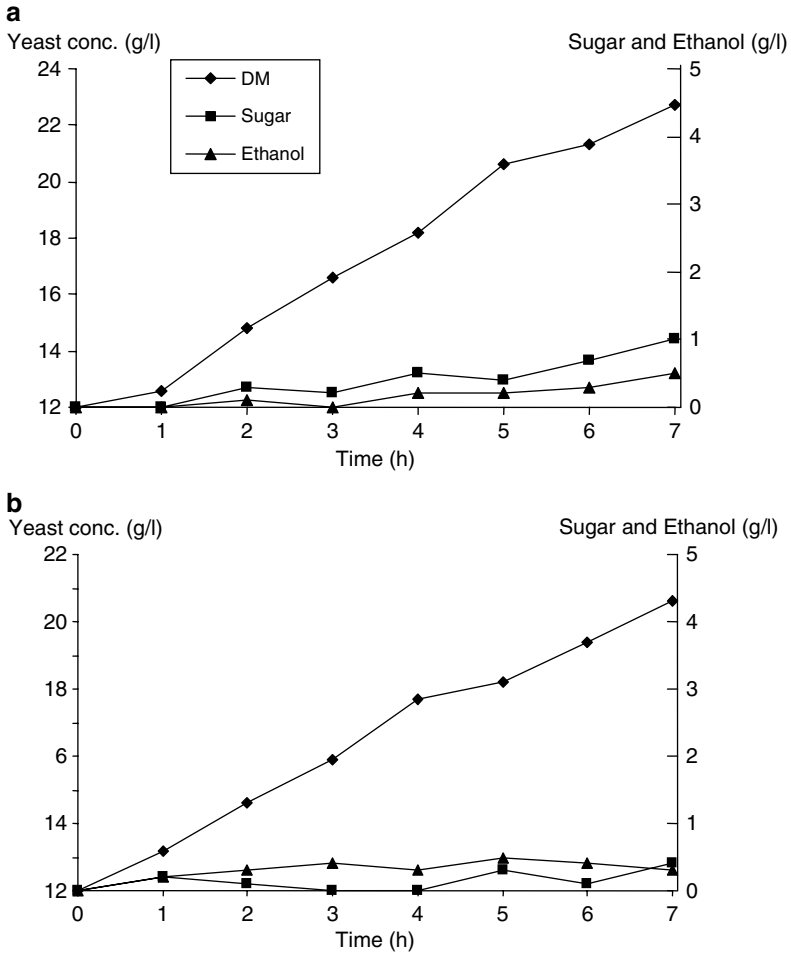 a
Yeast conc. (g/l) Sugar and Ethanol (g/l)
DM
Sugar
Ethanol
24 5
22 4
20 3
18 2
16 1
14 0
12
0 1 2 3 4 5 6 7
Time (h)
b
Yeast conc. (g/l) Sugar and Ethanol (g/l)
22 5
20 4
18 3
6 2
14 1
12 0
0 1 2 3 4 5 6 7
Time (h)